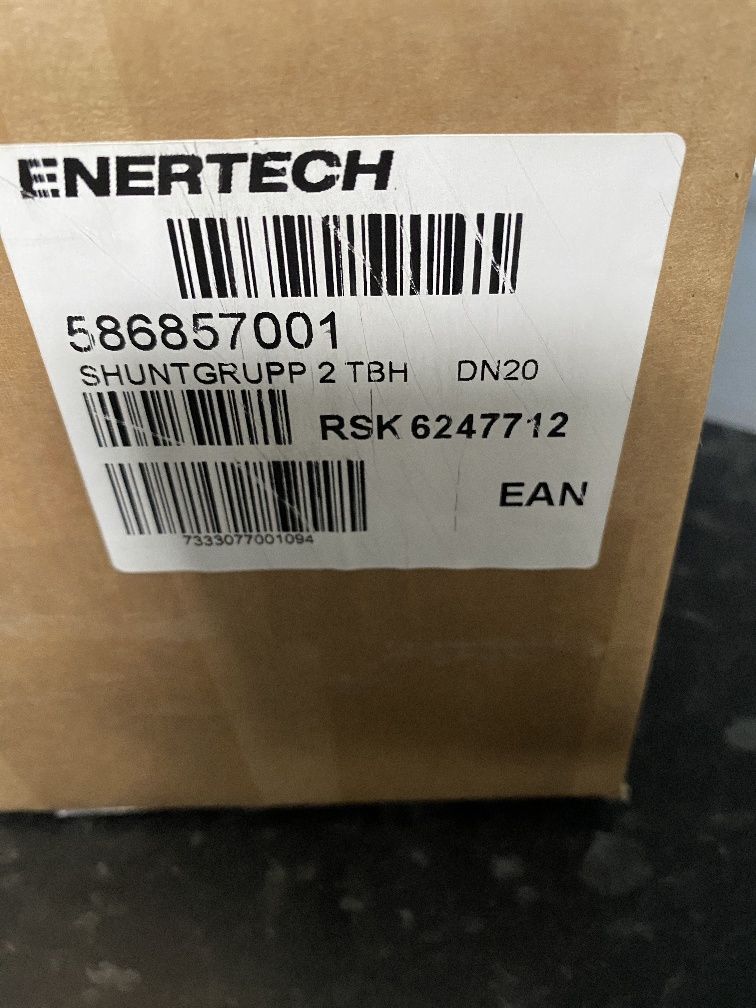 ENERTECH
586857001
SHUNTGRUPP 2 TBH DN20
RSK 6247712
EAN
7333077001094